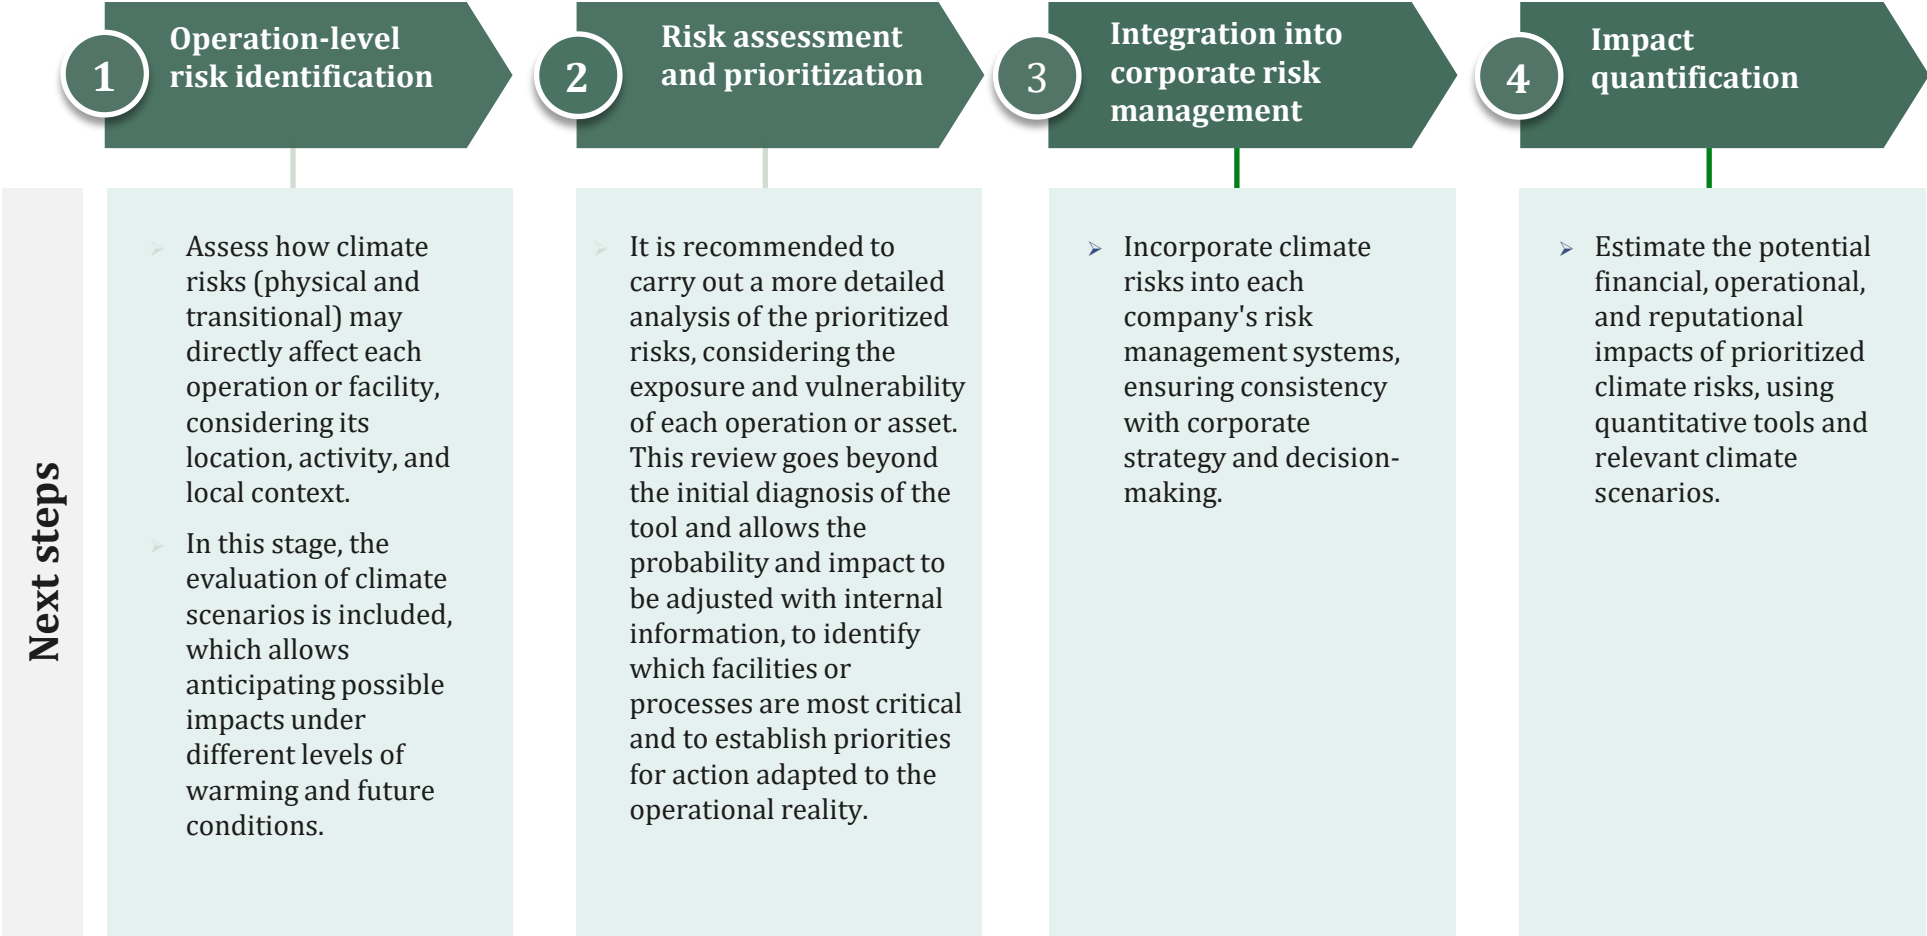 1
Operation-level
risk identification
2
Risk assessment
and prioritization
3
Integration into
corporate risk
management
4
Impact
quantification
Next steps
Assess how climate
risks (physical and
transitional) may
directly affect each
operation or facility,
considering its
location, activity, and
local context.
In this stage, the
evaluation of climate
scenarios is included,
which allows
anticipating possible
impacts under
different levels of
warming and future
conditions.
It is recommended to
carry out a more detailed
analysis of the prioritized
risks, considering the
exposure and vulnerability
of each operation or asset.
This review goes beyond
the initial diagnosis of the
tool and allows the
probability and impact to
be adjusted with internal
information, to identify
which facilities or
processes are most critical
and to establish priorities
for action adapted to the
operational reality.
Incorporate climate
risks into each
company's risk
management systems,
ensuring consistency
with corporate
strategy and decision-
making.
Estimate the potential
financial, operational,
and reputational
impacts of prioritized
climate risks, using
quantitative tools and
relevant climate
scenarios.